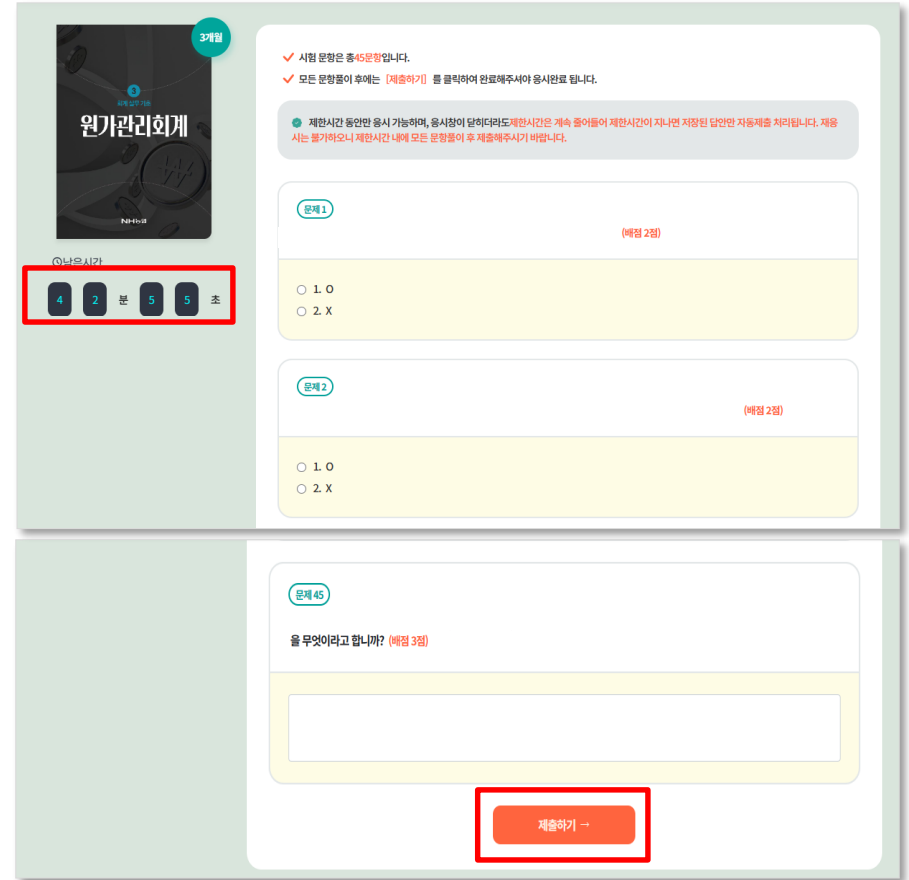 3개월
3
회계 실무 기초
원가관리회계
남은시간
4 2 분 5 5 초
시험 문항은 총45문항입니다.
모든 문항풀이 후에는 [제출하기] 를 클릭하여 완료해주셔야 응시완료 됩니다.
제한시간 동안만 응시 가능하며, 응시창이 닫히더라도제한시간은 계속 줄어들어 제한시간이 지나면 저장된 답안만 자동제출 처리됩니다. 재응
시는 불가하오니 제한시간 내에 모든 문항풀이 후 제출해주시기 바랍니다.
문제 1
(배점 2점)
1. O
2. X
문제 2
(배점 2점)
1. O
2. X
문제 45
을 무엇이라고 합니까? (배점 3점)
제출하기 →